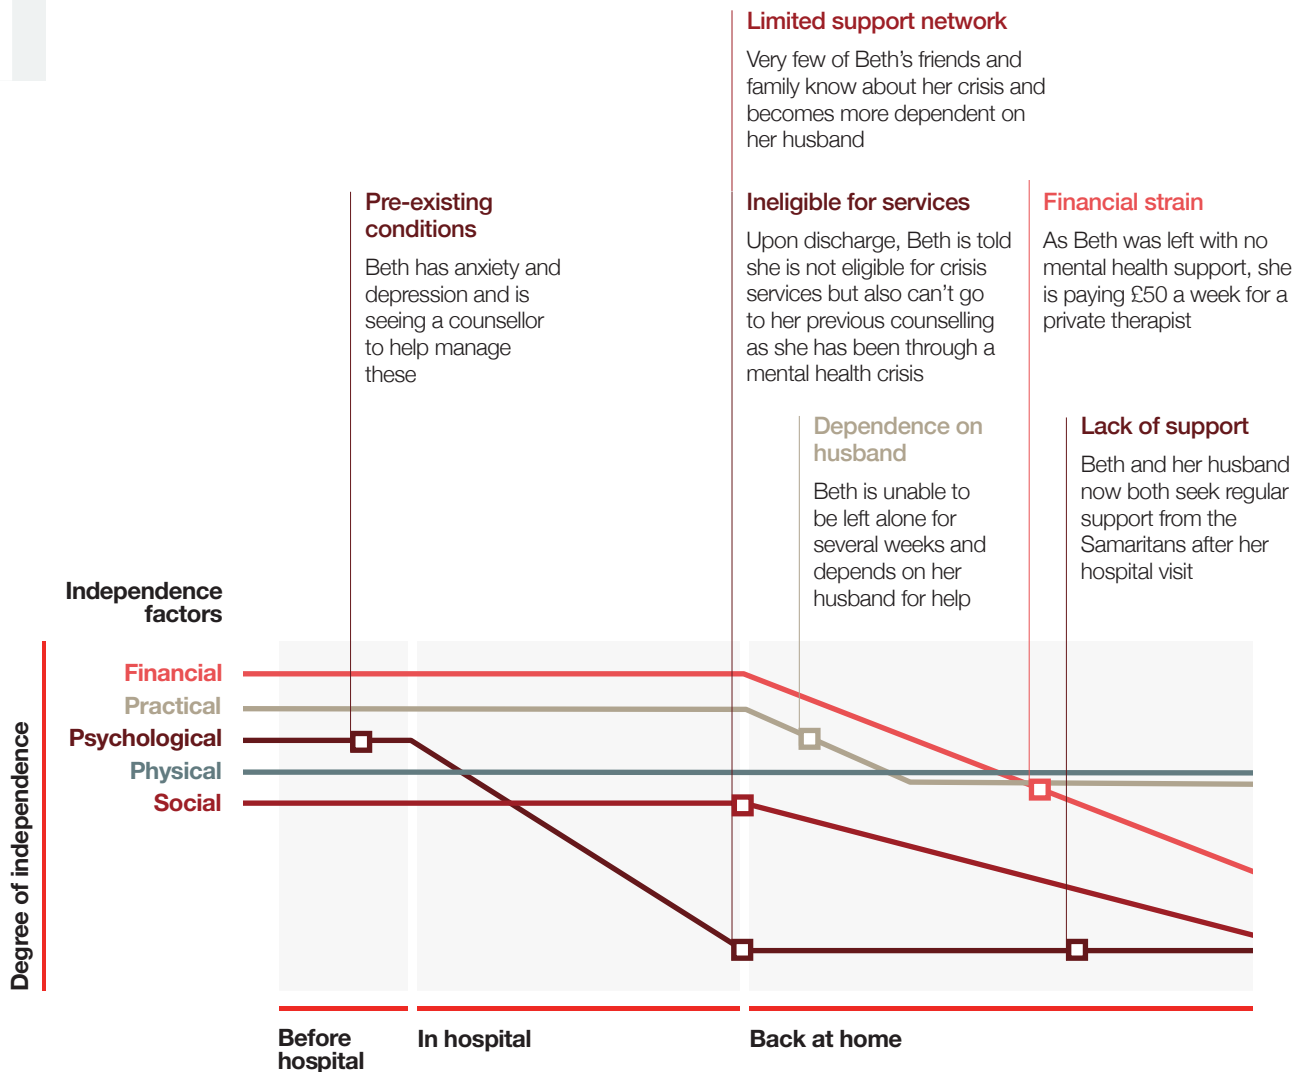 Limited support network
Very few of Beth’s friends and
family know about her crisis and
becomes more dependent on
her husband
Pre-existing
conditions
Beth has anxiety and
depression and is
seeing a counsellor
to help manage
these
Ineligible for services
Upon discharge, Beth is told
she is not eligible for crisis
services but also can’t go
to her previous counselling
as she has been through a
mental health crisis
Financial strain
As Beth was left with no
mental health support, she
is paying £50 a week for a
private therapist
Dependence on
husband
Beth is unable to
be left alone for
several weeks and
depends on her
husband for help
Lack of support
Beth and her husband
now both seek regular
support from the
Samaritans after her
hospital visit
Independence
factors
Financial
Practical
Psychological
Physical
Social
Degree of independence
Before
hospital
In hospital
Back at home